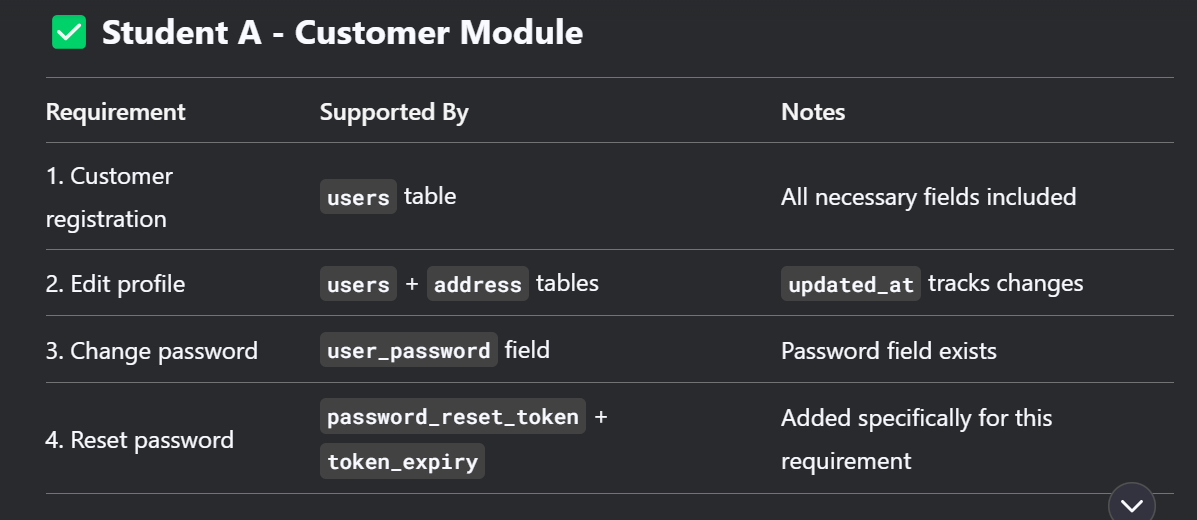 ✅ Student A - Customer Module
Requirement Supported By Notes
1. Customer
registration
users table
All necessary fields included
2. Edit profile
users + address tables
updated_at tracks changes
3. Change password
user_password field
Password field exists
4. Reset password
password_reset_token +
token_expiry
Added specifically for this
requirement